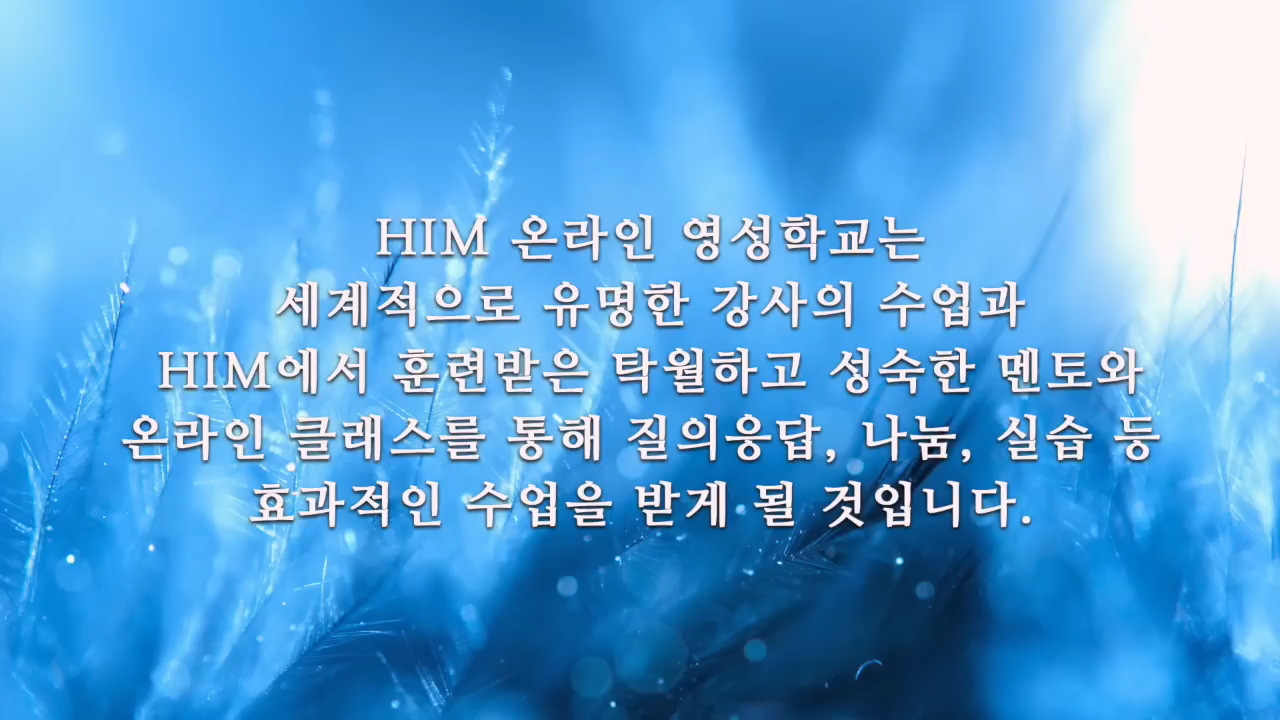 HIM 온라인 영성학교는
세계적으로 유명한 강사의 수업과
HIM에서 훈련받은 탁월하고 성숙한 멘토와
온라인 클래스를 통해 질의응답, 나눔, 실습 등
효과적인 수업을 받게 될 것입니다.